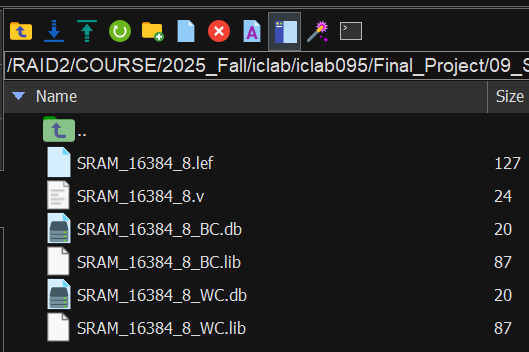 /RAID2/COURSE/2025_Fall/iclab/iclab095/Final_Project/09_S
Name Size
..
SRAM_16384_8.lef 127
SRAM_16384_8.v 24
SRAM_16384_8_BC.db 20
SRAM_16384_8_BC.lib 87
SRAM_16384_8_WC.db 20
SRAM_16384_8_WC.lib 87